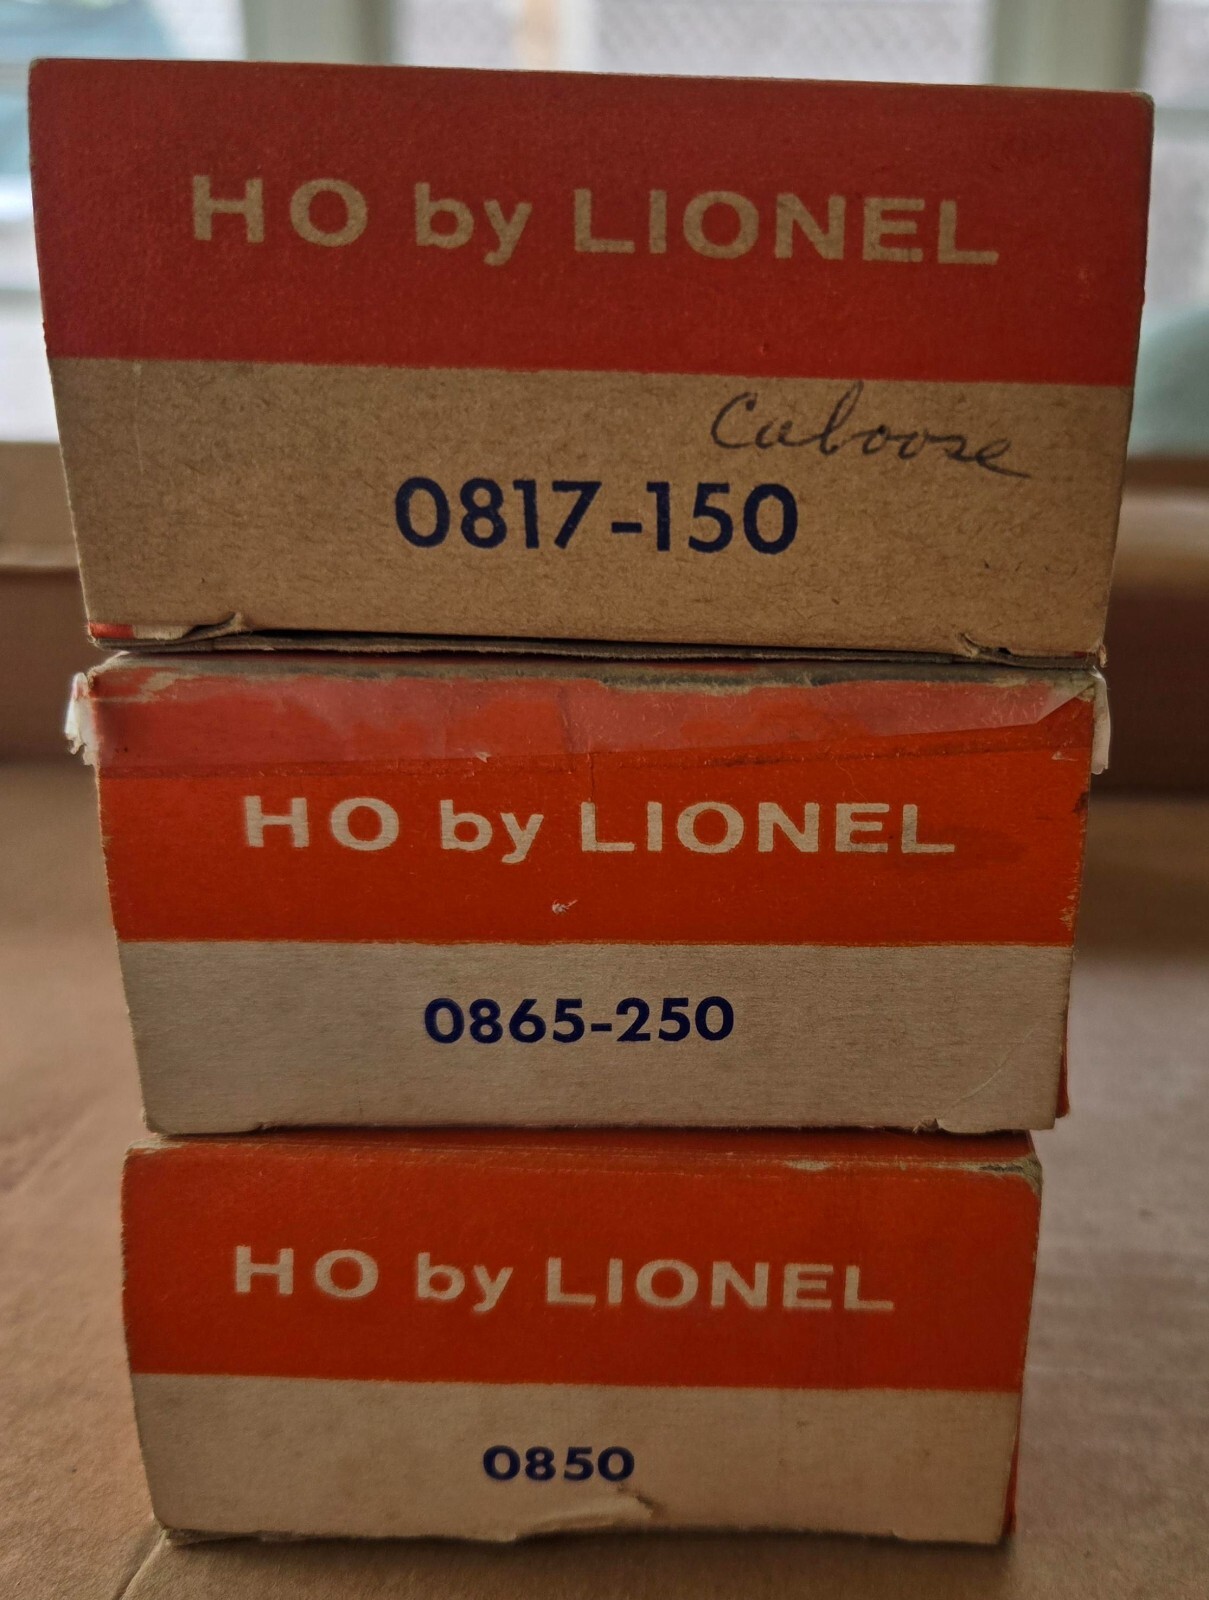 HO by LIONEL
Caboose
0817-150
HO by LIONEL
0865-250
HO by LIONEL
0850